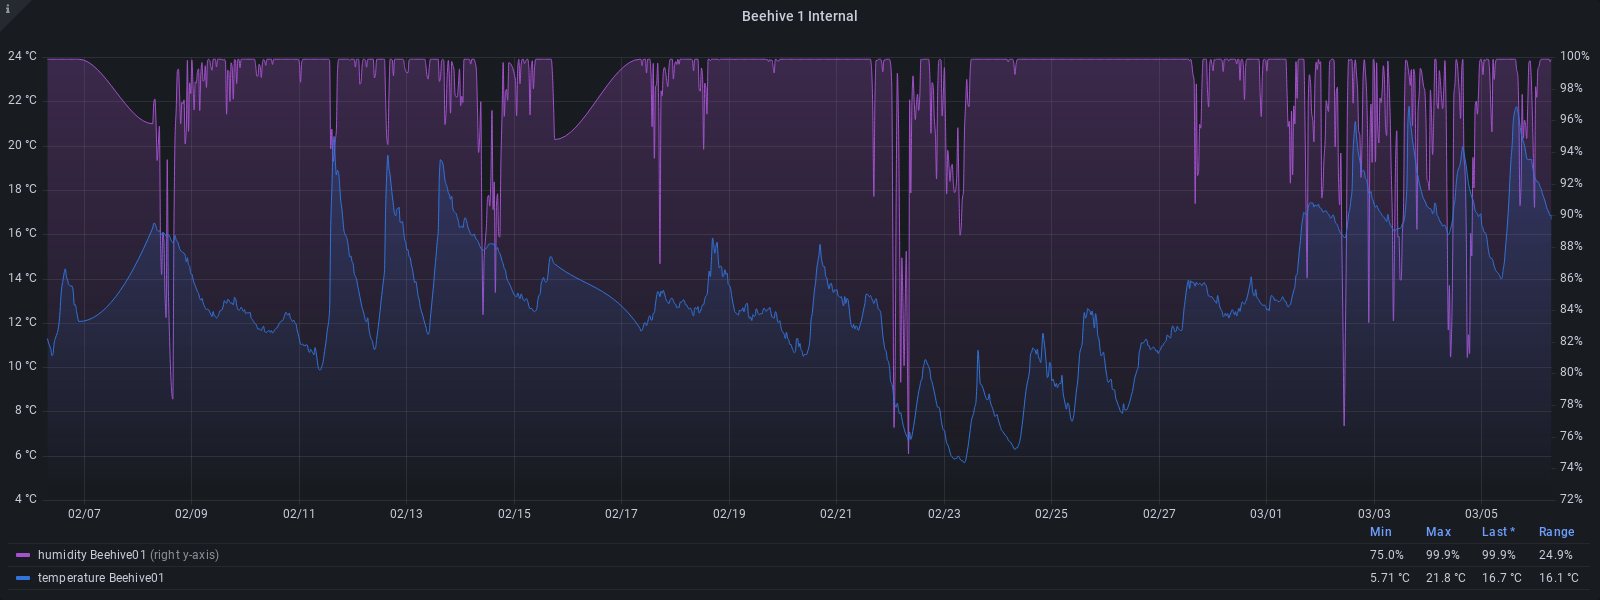 i
Beehive 1 Internal
24 °C 100%
22 °C 98%
20 °C 96%
18 °C 94%
16 °C 92%
14 °C 90%
12 °C 88%
10 °C 86%
8 °C 84%
6 °C 82%
4 °C 80%
78%
76%
74%
72%
02/07 02/09 02/11 02/13 02/15 02/17 02/19 02/21 02/23 02/25 02/27 03/01 03/03 03/05
Min Max Last * Range
humidity Beehive01 (right y-axis) 75.0% 99.9% 99.9% 24.9%
temperature Beehive01 5.71 °C 21.8 °C 16.7 °C 16.1 °C